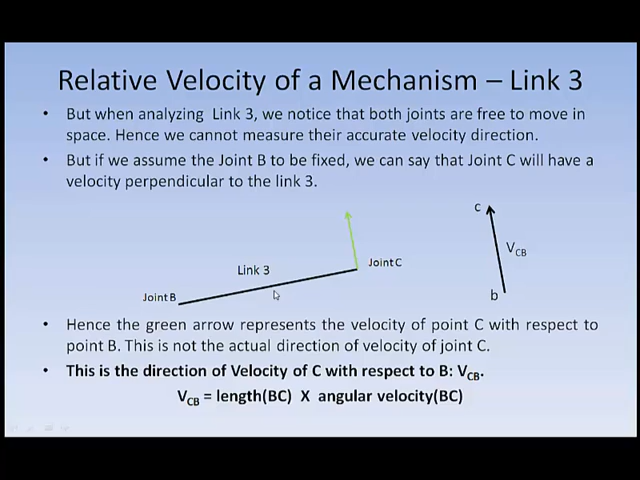 Relative Velocity of a Mechanism – Link 3
• But when analyzing Link 3, we notice that both joints are free to move in
space. Hence we cannot measure their accurate velocity direction.
• But if we assume the Joint B to be fixed, we can say that Joint C will have a
velocity perpendicular to the link 3.
c
V_CB
Joint C
Link 3
Joint B
b
• Hence the green arrow represents the velocity of point C with respect to
point B. This is not the actual direction of velocity of joint C.
• This is the direction of Velocity of C with respect to B: V_CB.
V_CB = length(BC) X angular velocity(BC)